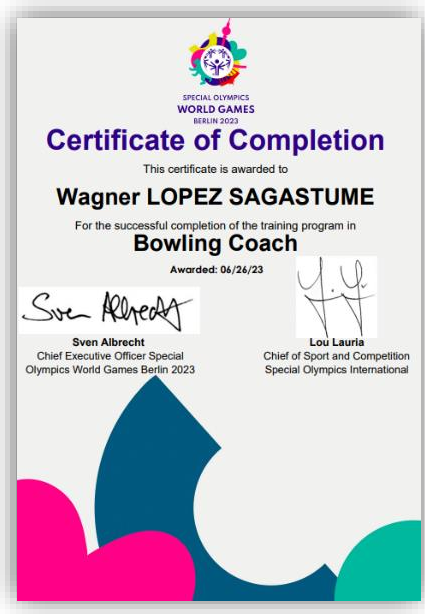 SPECIAL OLYMPICS
WORLD GAMES
BERLIN 2023
Certificate of Completion
This certificate is awarded to
Wagner LOPEZ SAGASTUME
For the successful completion of the training program in
Bowling Coach
Awarded: 06/26/23
Sven Albrecht
Sven Albrecht
Chief Executive Officer Special
Olympics World Games Berlin 2023
Lou Lauria
Chief of Sport and Competition
Special Olympics International